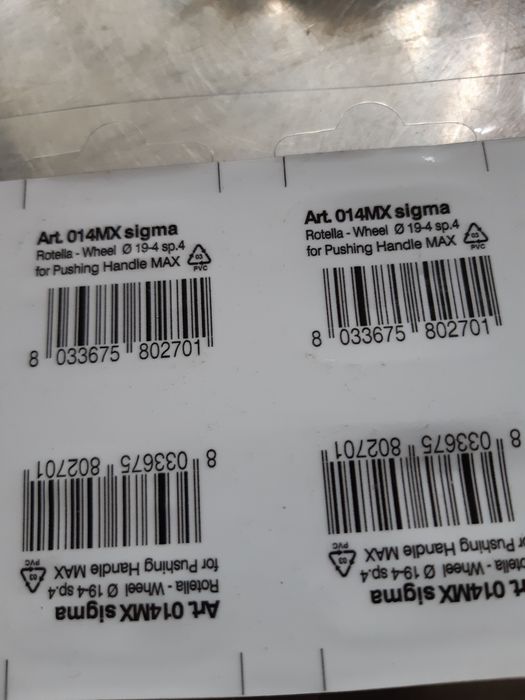 Art. 014MX sigma
Rotella - Wheel Ø 19-4 sp.4
for Pushing Handle MAX
03
PVC
8 033675 802701
Art. 014MX sigma
Rotella - Wheel Ø 19-4 sp.4
for Pushing Handle MAX
03
PVC
8 033675 802701
Art. 014MX sigma
Rotella - Wheel Ø 19-4 sp.4
for Pushing Handle MAX
03
PVC
8 033675 802701
rt. 014MX sigma
otella - Wheel Ø 19-4 sp.4
r Pushing Handle MAX
03
PVC
8 033675 802701